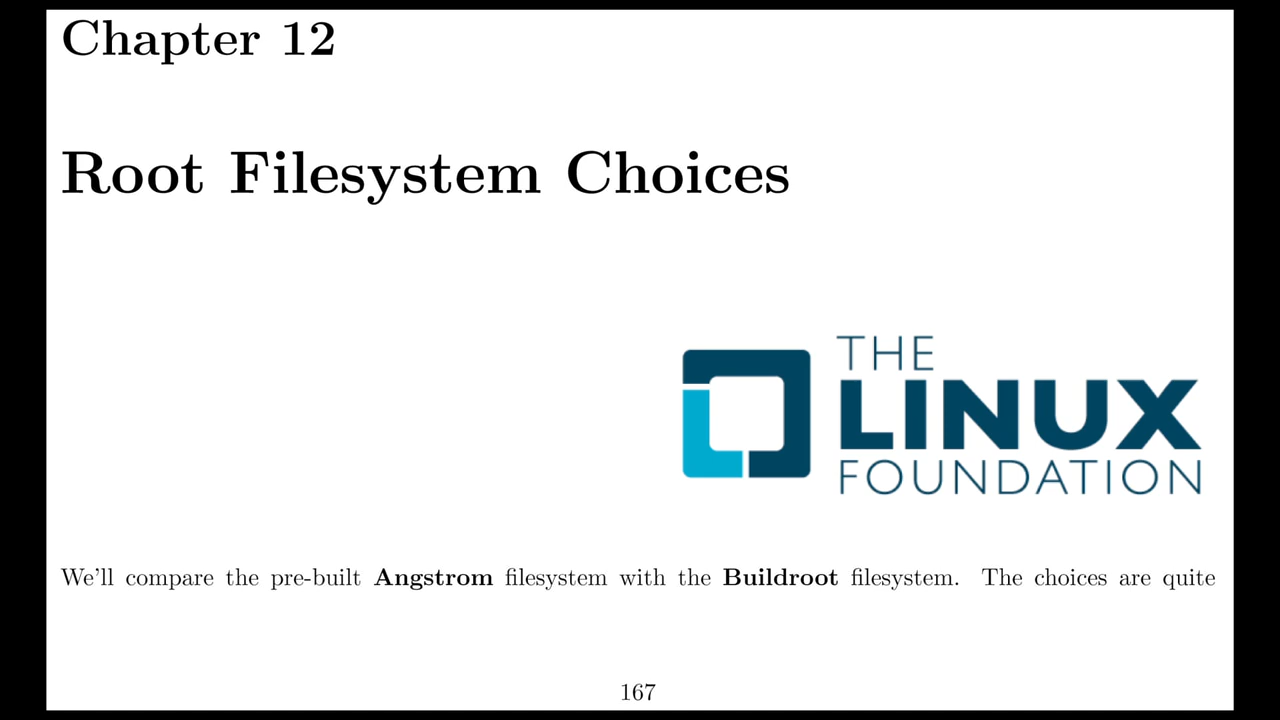 Chapter 12
Root Filesystem Choices
THE
LINUX
FOUNDATION
We'll compare the pre-built Angstrom filesystem with the Buildroot filesystem. The choices are quite
167